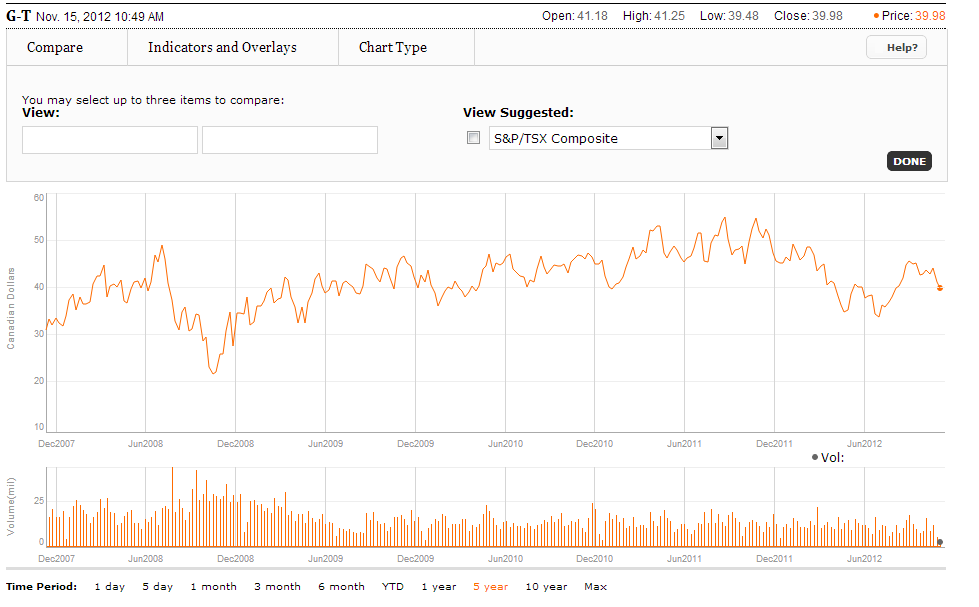 G-T Nov. 15, 2012 10:49 AM Open: 41.18 High: 41.25 Low: 39.48 Close: 39.98 Price: 39.98
Compare Indicators and Overlays Chart Type Help?
You may select up to three items to compare:
View: View Suggested:
S&P/TSX Composite
DONE
60
50
40
30
20
10
Canadian Dollars
Dec2007 Jun2008 Dec2008 Jun2009 Dec2009 Jun2010 Dec2010 Jun2011 Dec2011 Jun2012
Vol:
25
0
Volume(mil)
Dec2007 Jun2008 Dec2008 Jun2009 Dec2009 Jun2010 Dec2010 Jun2011 Dec2011 Jun2012
Time Period: 1 day 5 day 1 month 3 month 6 month YTD 1 year 5 year 10 year Max